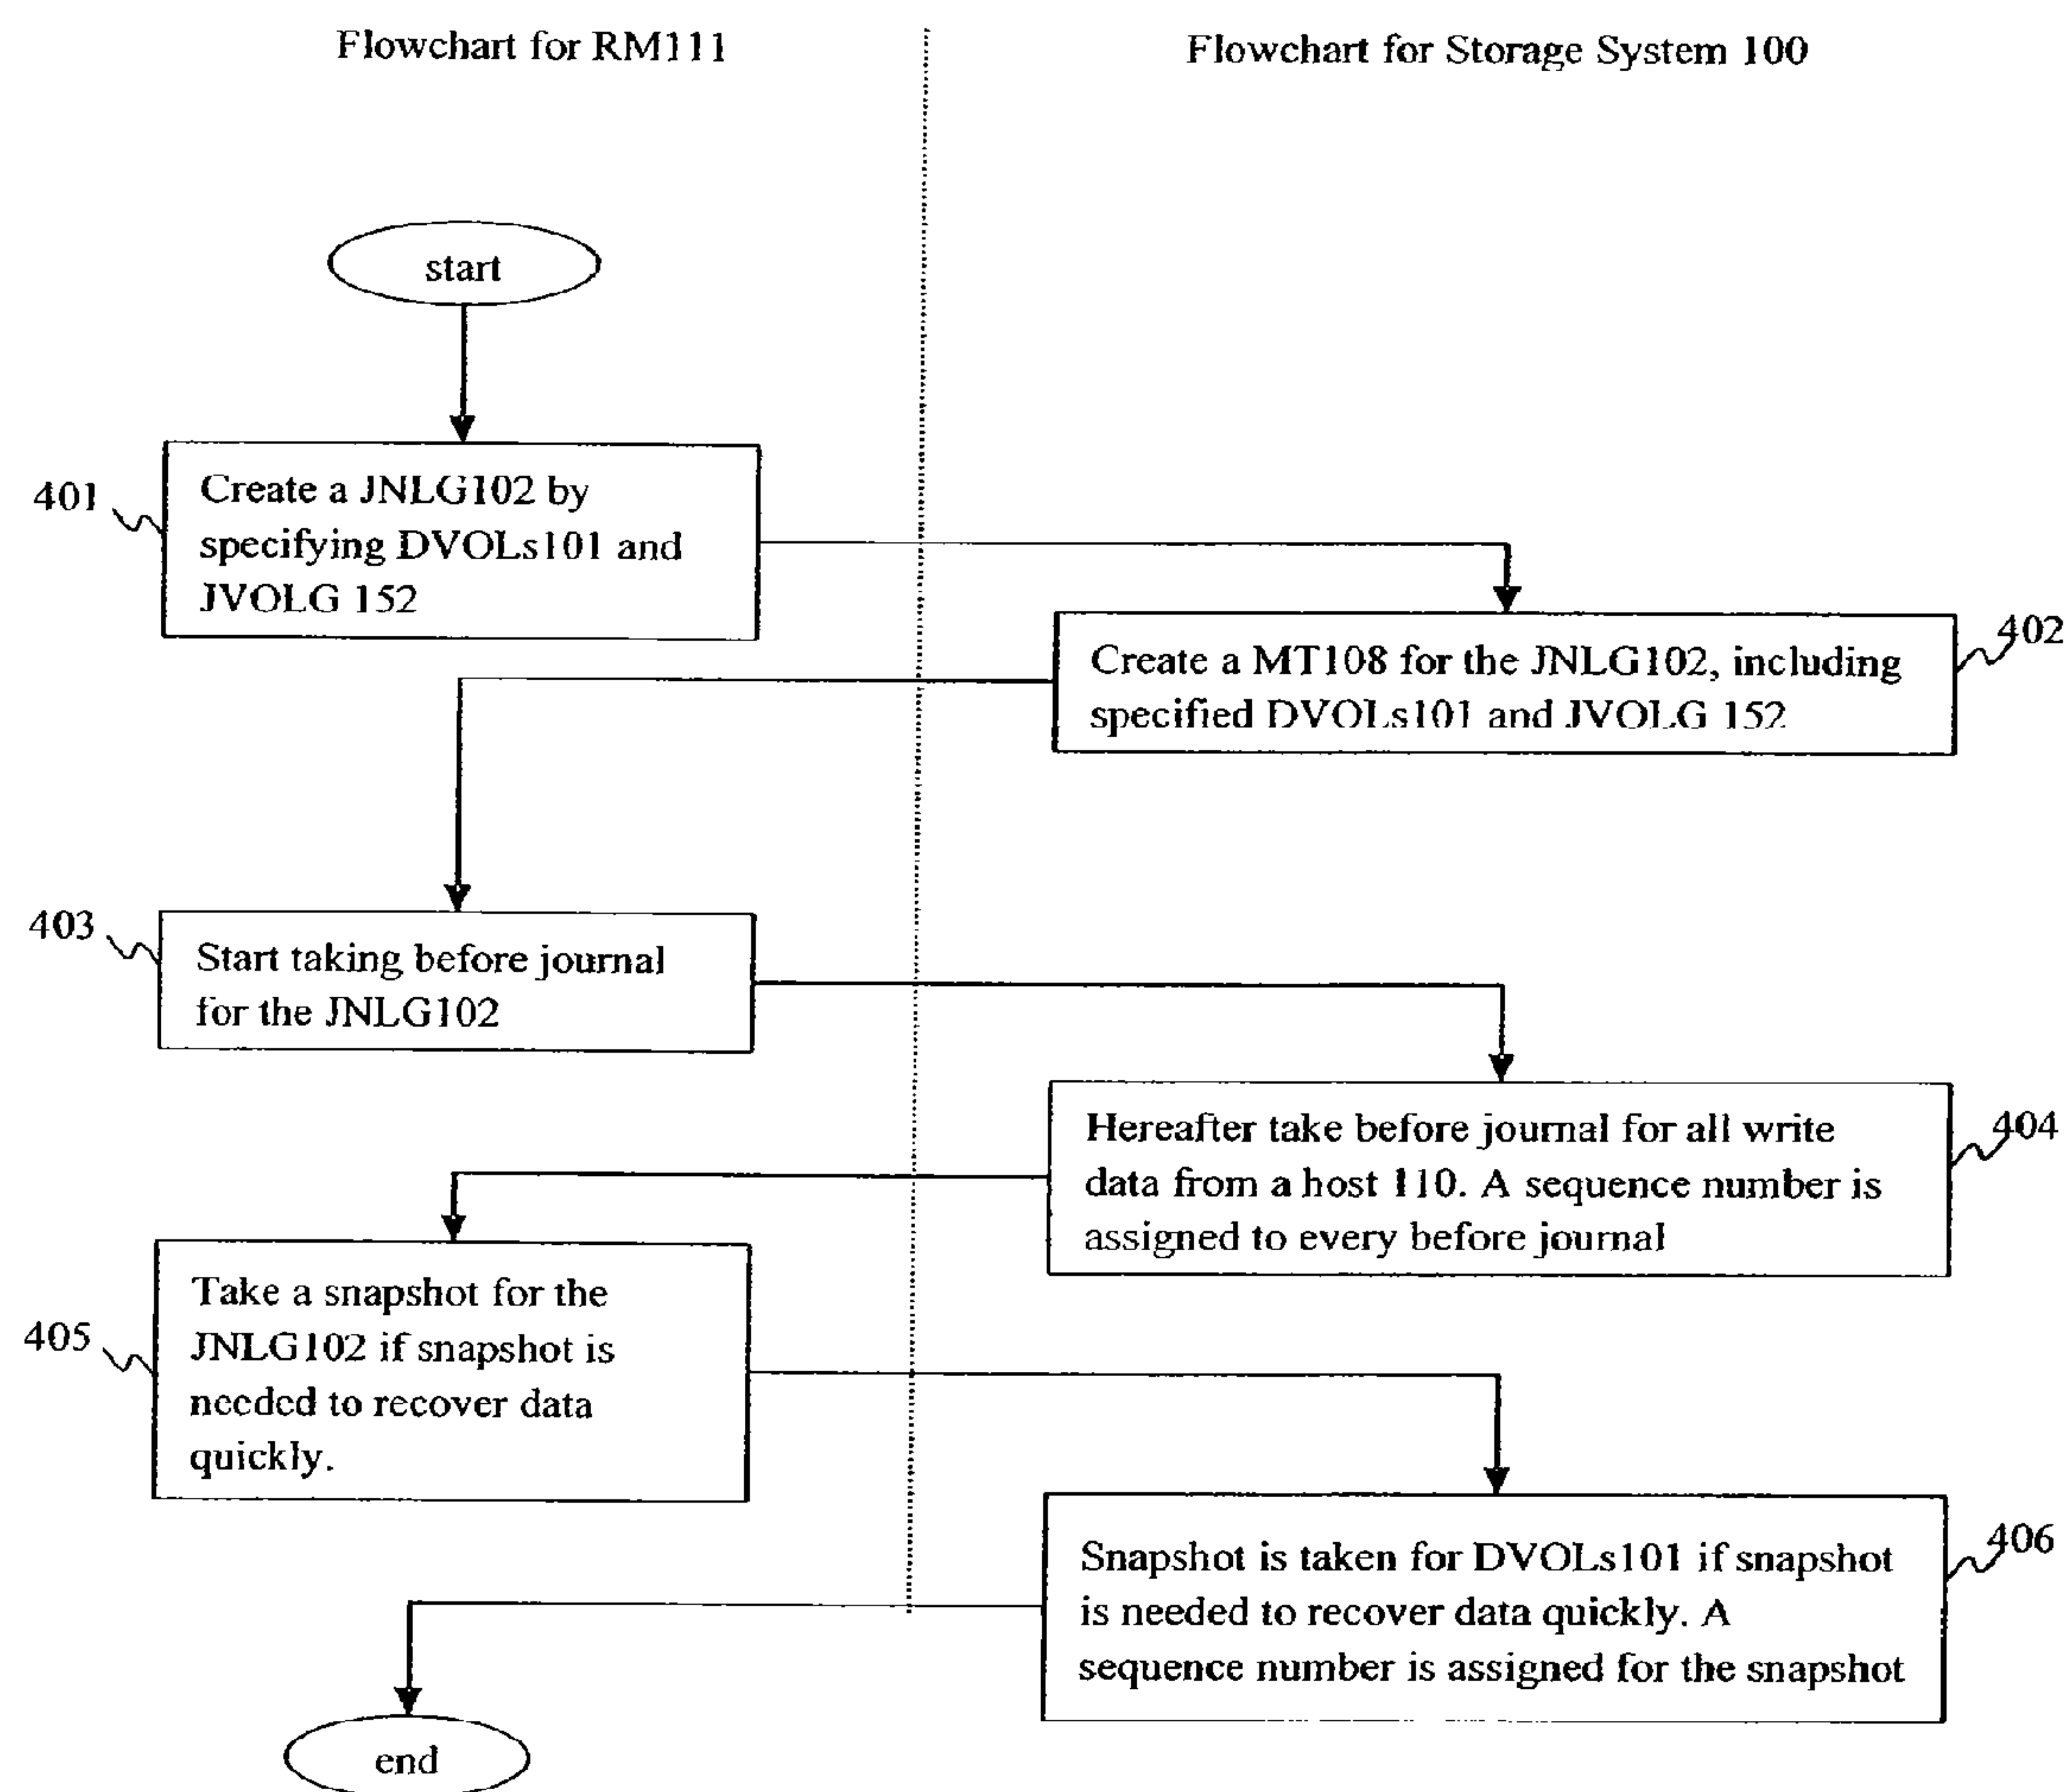 Flowchart for RM111
Flowchart for Storage System 100
start
401
Create a JNLG102 by
specifying DVOLs101 and
JVOLG 152
402
Create a MT108 for the JNLG102, including
specified DVOLs101 and JVOLG 152
403
Start taking before journal
for the JNLG102
404
Hereafter take before journal for all write
data from a host 110. A sequence number is
assigned to every before journal
405
Take a snapshot for the
JNLG102 if snapshot is
needed to recover data
quickly.
406
Snapshot is taken for DVOLs101 if snapshot
is needed to recover data quickly. A
sequence number is assigned for the snapshot
end